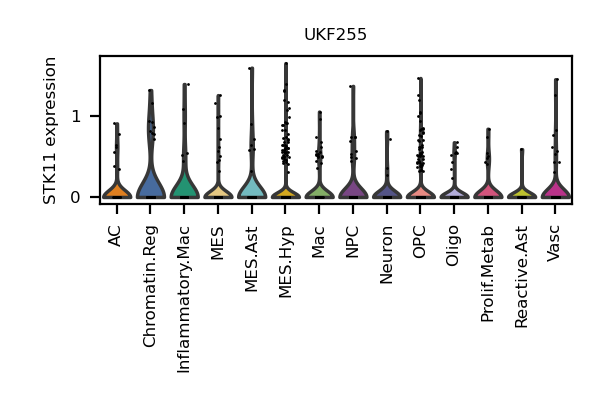 UKF255
STK11 expression
1
0
AC
Chromatin.Reg
Inflammatory.Mac
MES
MES.Ast
MES.Hyp
Mac
NPC
Neuron
OPC
Oligo
Prolif.Metab
Reactive.Ast
Vasc